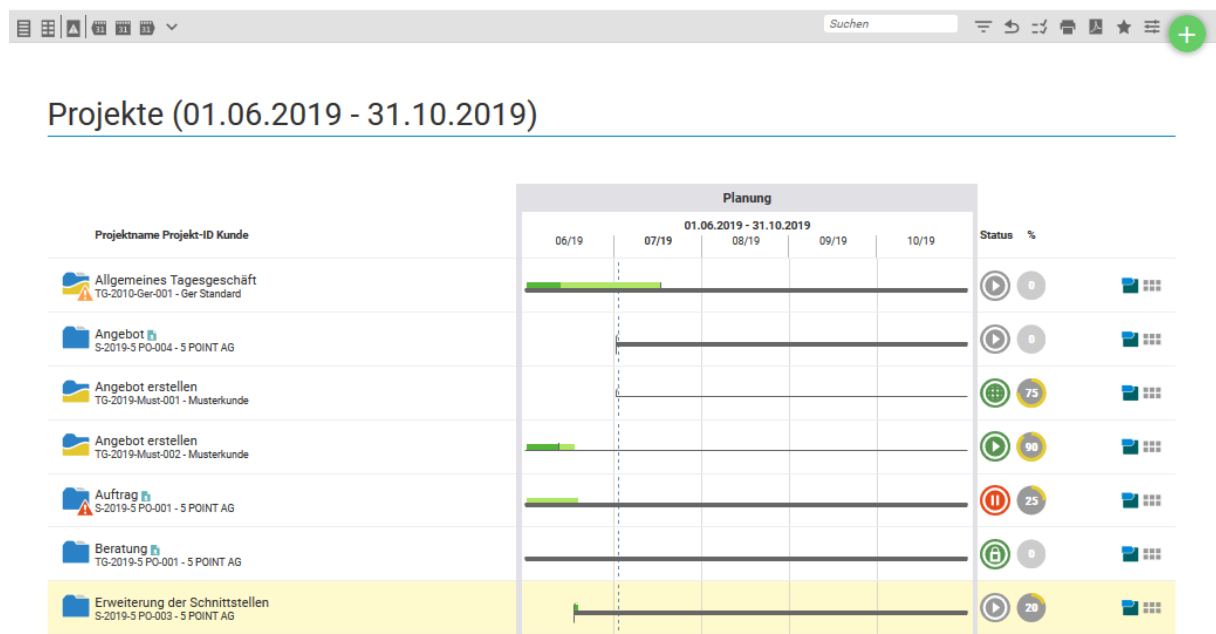 31 31 31
Suchen
+
Projekte (01.06.2019 - 31.10.2019)
Planung
Projektname Projekt-ID Kunde
01.06.2019 - 31.10.2019
06/19 07/19 08/19 09/19 10/19
Status %
Allgemeines Tagesgeschäft
TG-2010-Ger-001 - Ger Standard
0
Angebot
S-2019-5 PO-004 - 5 POINT AG
0
Angebot erstellen
TG-2019-Must-001 - Musterkunde
75
Angebot erstellen
TG-2019-Must-002 - Musterkunde
90
Auftrag
S-2019-5 PO-001 - 5 POINT AG
25
Beratung
TG-2019-5 PO-001 - 5 POINT AG
0
Erweiterung der Schnittstellen
S-2019-5 PO-003 - 5 POINT AG
20